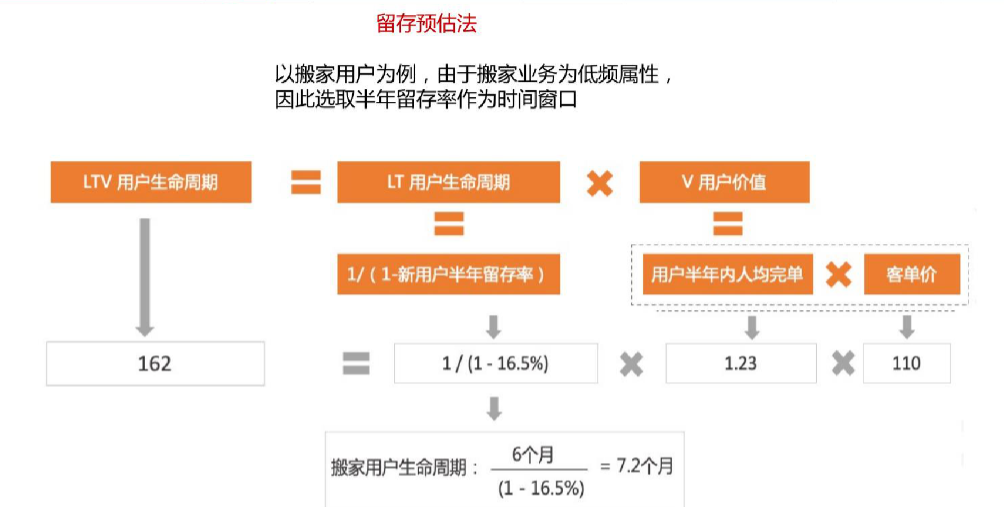 留存预估法
以搬家用户为例，由于搬家业务为低频属性，
因此选取半年留存率作为时间窗口
LTV 用户生命周期 = LT 用户生命周期 × V 用户价值
= =
1/（1-新用户半年留存率） 用户半年内人均完单 × 客单价
162 = 1 / (1 - 16.5%) × 1.23 × 110
搬家用户生命周期： 6个月 / (1 - 16.5%) = 7.2个月